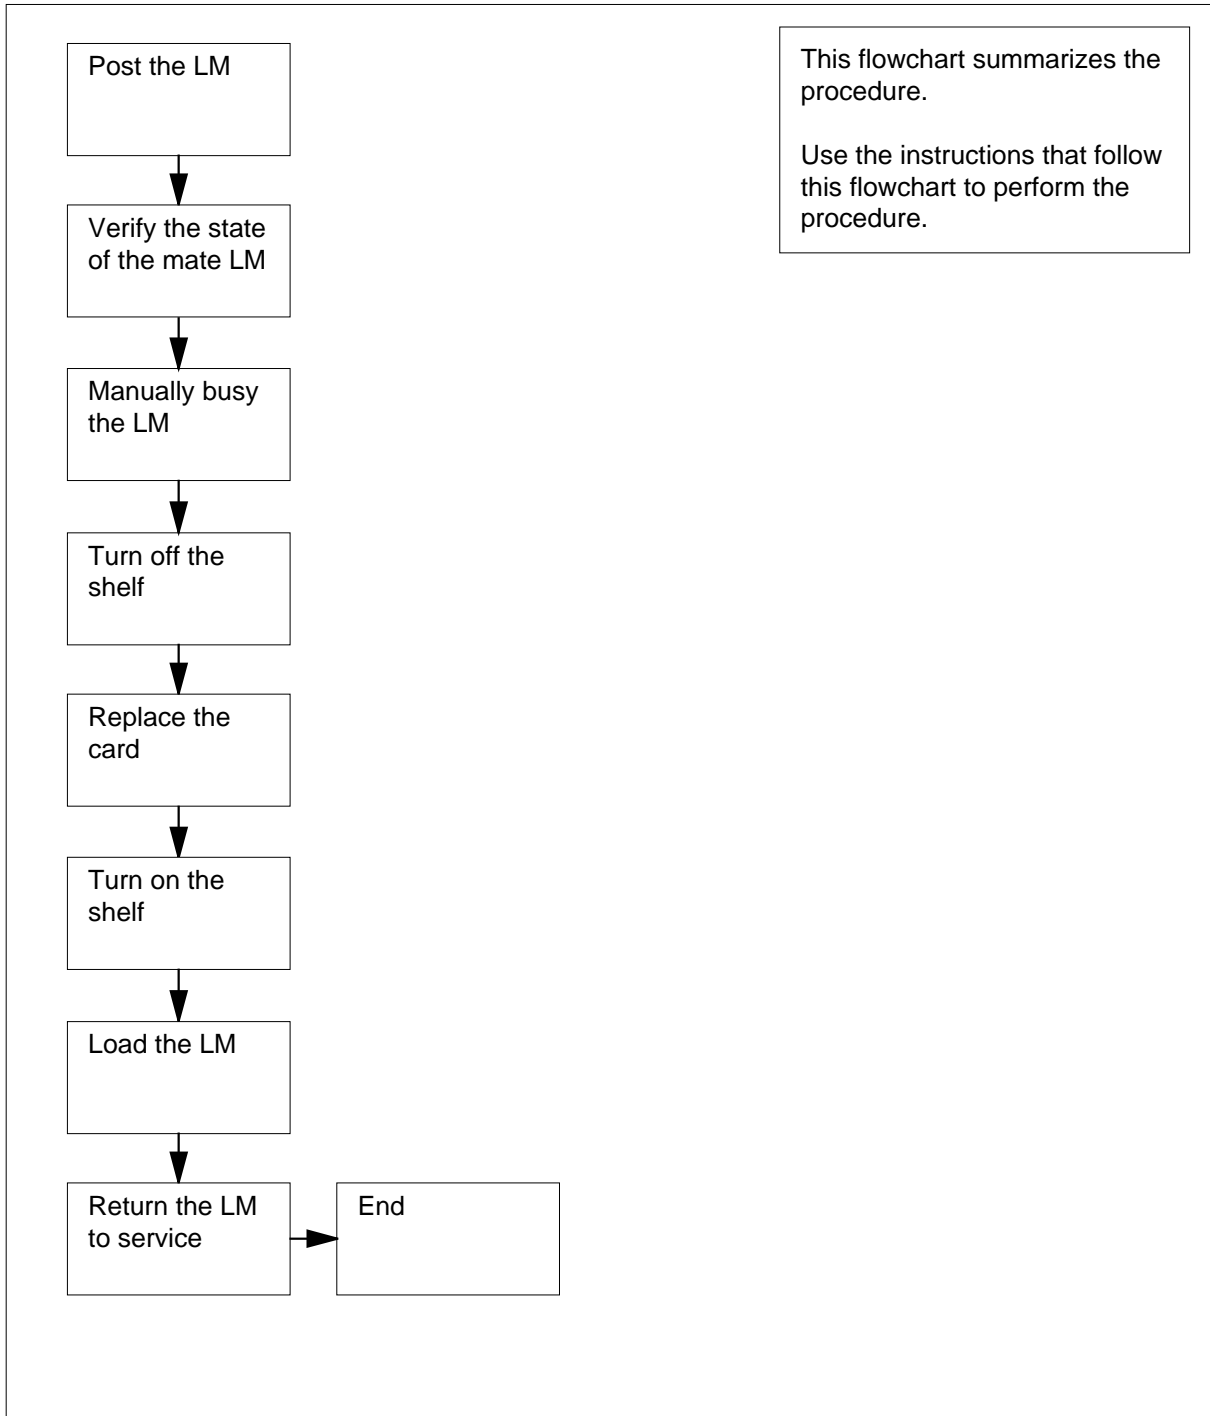 Post the LM
This flowchart summarizes the
procedure.
Use the instructions that follow
this flowchart to perform the
procedure.
Verify the state
of the mate LM
Manually busy
the LM
Turn off the
shelf
Replace the
card
Turn on the
shelf
Load the LM
Return the LM
to service
End